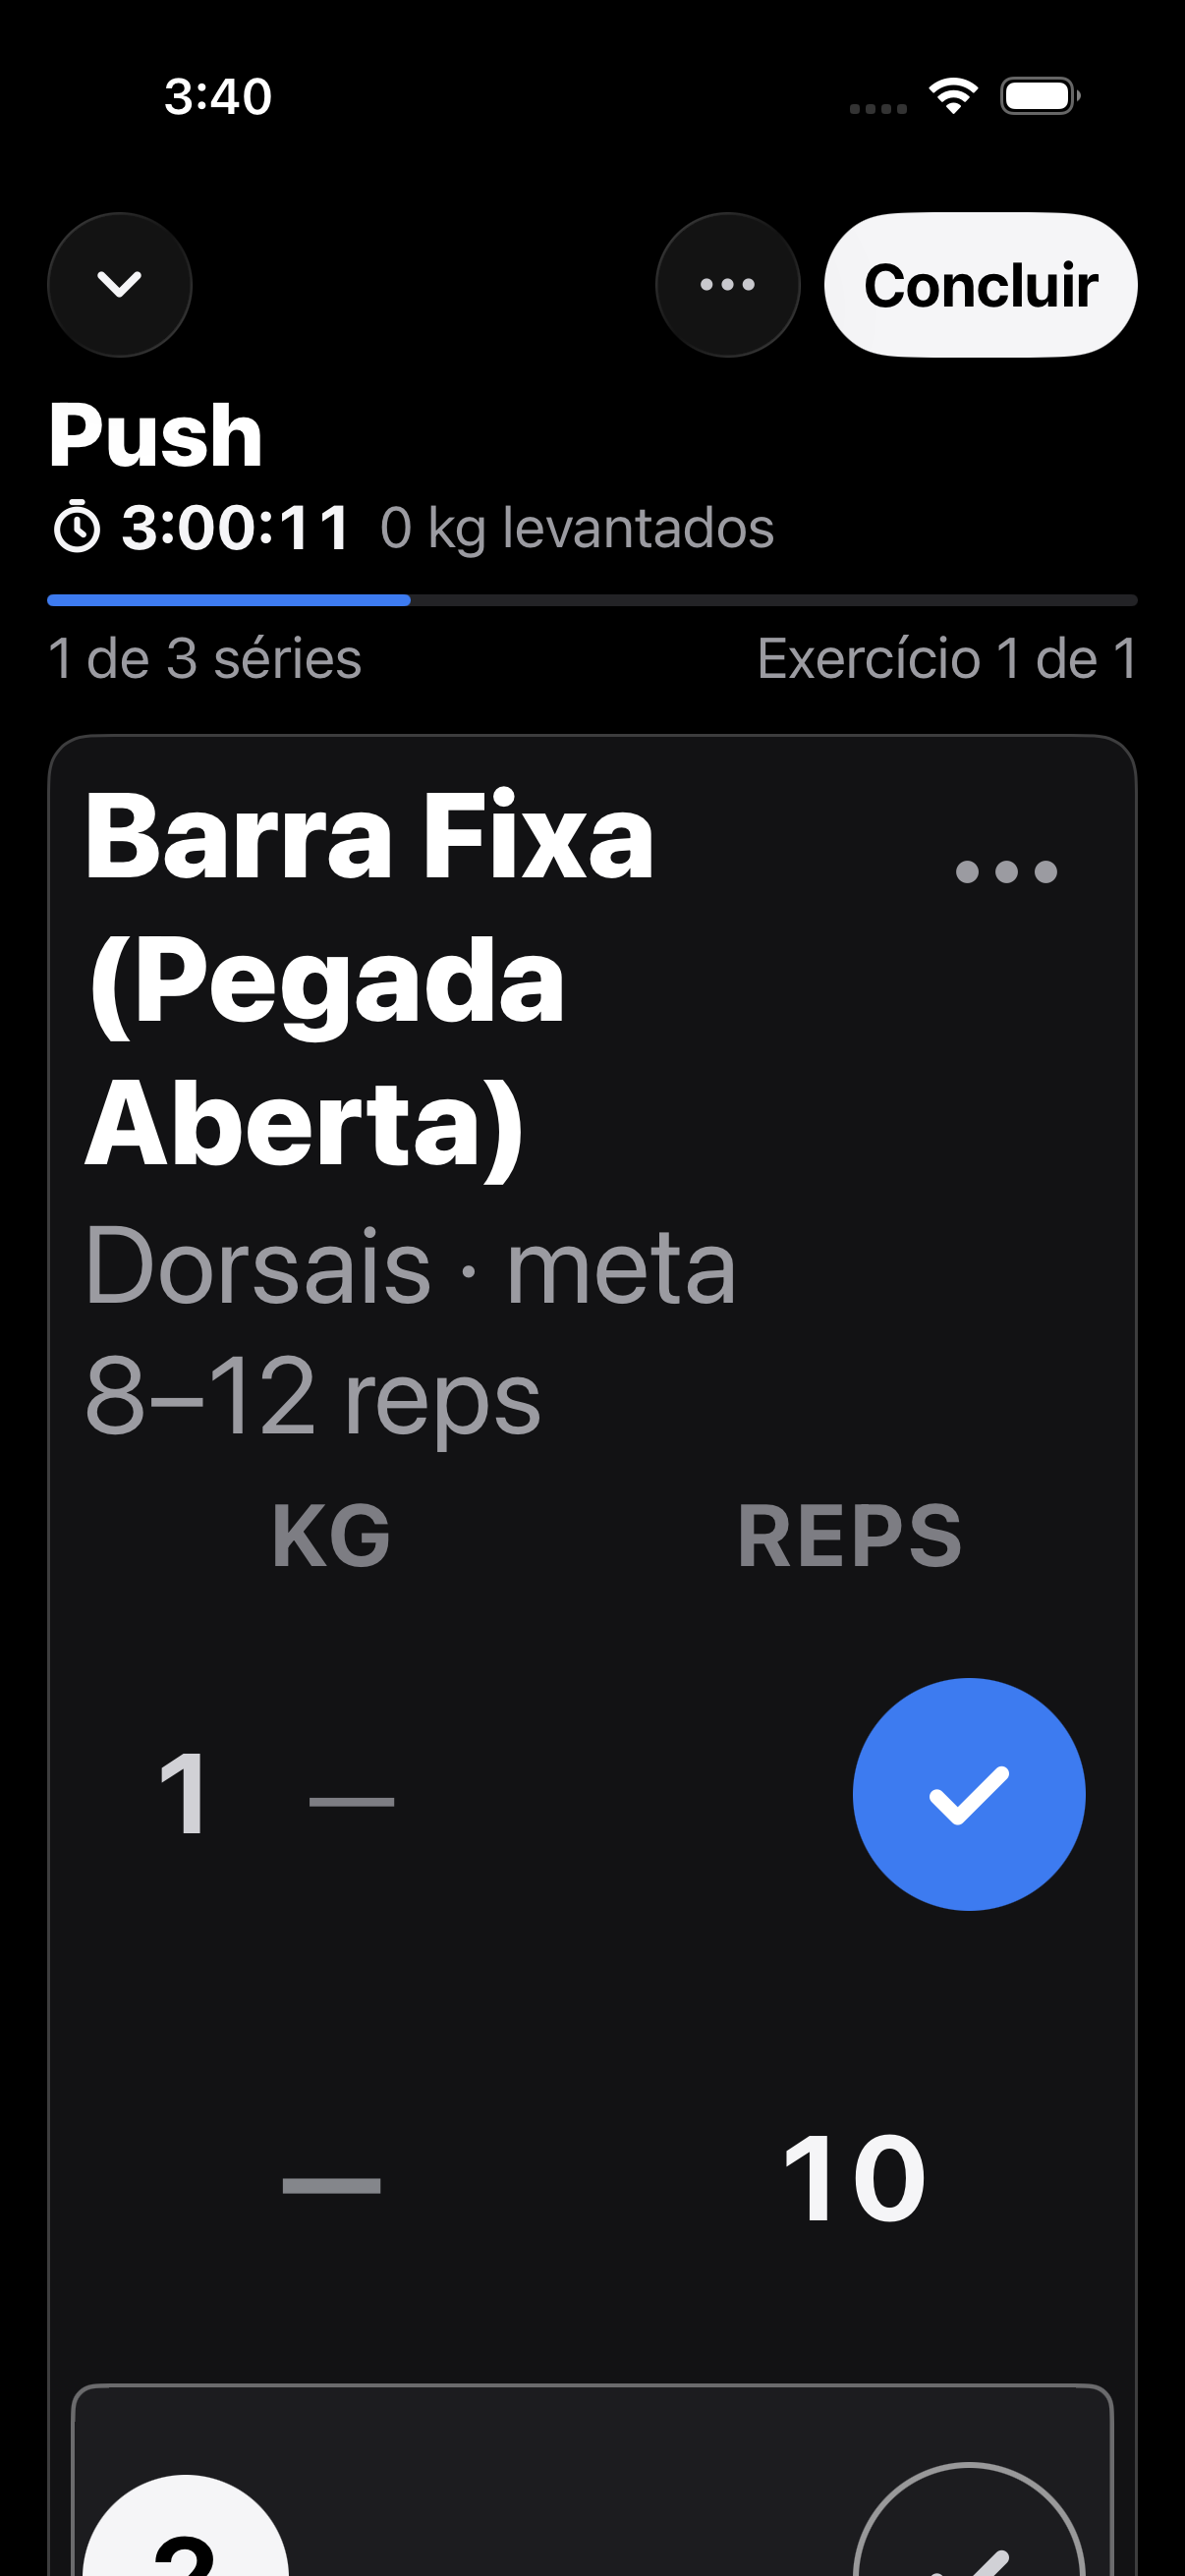 3:40
Concluir
Push
3:00:11 0 kg levantados
1 de 3 séries
Exercício 1 de 1
Barra Fixa
(Pegada
Aberta)
Dorsais · meta
8–12 reps
KG REPS
1 —
— 10
2